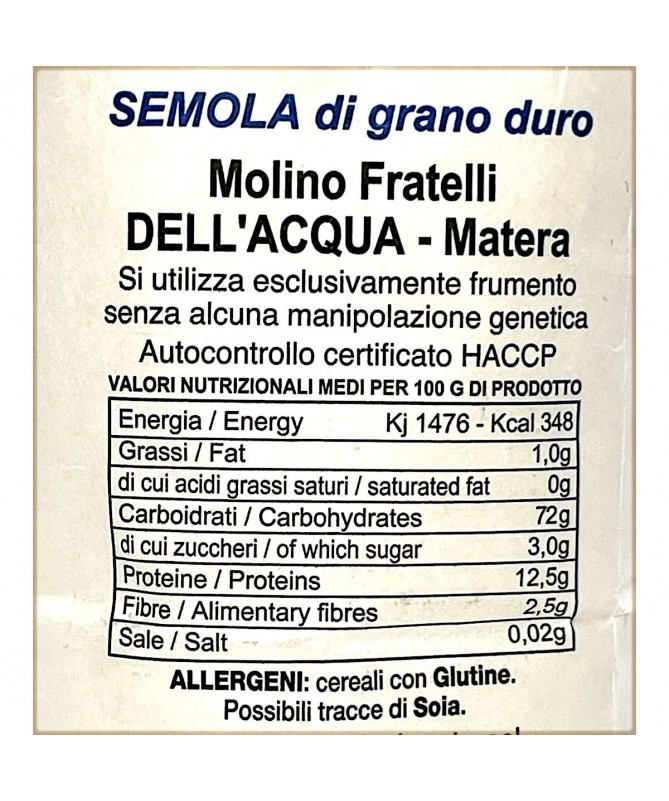 SEMOLA di grano duro
Molino Fratelli
DELL'ACQUA - Matera
Si utilizza esclusivamente frumento
senza alcuna manipolazione genetica
Autocontrollo certificato HACCP
VALORI NUTRIZIONALI MEDI PER 100 G DI PRODOTTO
Energia / Energy Kj 1476 - Kcal 348
Grassi / Fat 1,0g
di cui acidi grassi saturi / saturated fat 0g
Carboidrati / Carbohydrates 72g
di cui zuccheri / of which sugar 3,0g
Proteine / Proteins 12,5g
Fibre / Alimentary fibres 2,5g
Sale / Salt 0,02g
ALLERGENI: cereali con Glutine.
Possibili tracce di Soia.